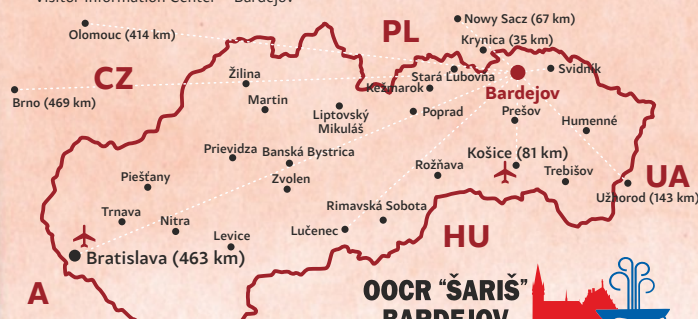 Visitor Information Center - Bardejov
Olomouc (414 km)
PL
Nowy Sacz (67 km)
Krynica (35 km)
CZ
Žilina
Stará Ľubovňa
Svidník
Kežmarok
Bardejov
Brno (469 km)
Martin
Liptovský
Mikuláš
Poprad
Prešov
Humenné
Prievidza
Banská Bystrica
Košice (81 km)
Piešťany
Zvolen
Rožňava
Trebišov
UA
Užhorod (143 km)
Trnava
Nitra
Rimavská Sobota
Levice
Lučenec
HU
Bratislava (463 km)
A
OOCR “ŠARIŠ”
BARDEJOV